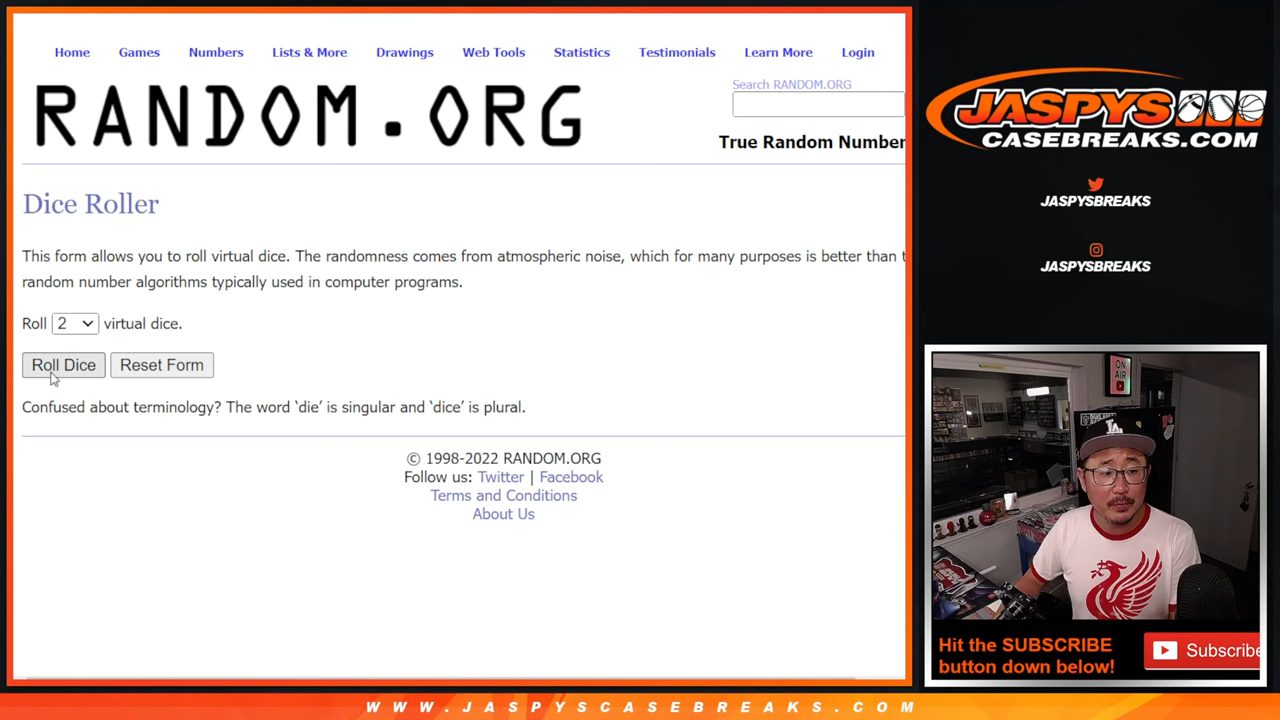 Home Games Numbers Lists & More Drawings Web Tools Statistics Testimonials Learn More Login
RANDOM.ORG
Search RANDOM.ORG
True Random Number
Dice Roller
This form allows you to roll virtual dice. The randomness comes from atmospheric noise, which for many purposes is better than
random number algorithms typically used in computer programs.
Roll 2 virtual dice.
Roll Dice Reset Form
Confused about terminology? The word ‘die’ is singular and ‘dice’ is plural.
© 1998-2022 RANDOM.ORG
Follow us: Twitter | Facebook
Terms and Conditions
About Us
JASPYS
CASEBREAKS.COM
JASPYSBREAKS
JASPYSBREAKS
ON
AIR
LA
Hit the SUBSCRIBE
button down below!
Subscribe
WWW.JASPYSCASEBREAKS.COM